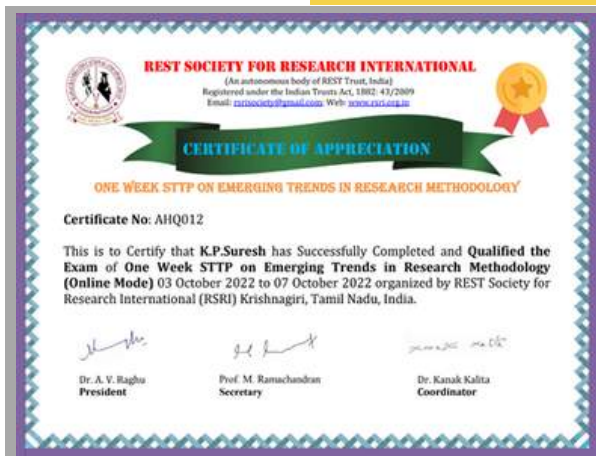 REST SOCIETY FOR RESEARCH INTERNATIONAL
(An autonomous body of REST Trust, India)
Registered under the Indian Trusts Act, 1882: 43/2009
Email: rsrisociety@gmail.com, Web: www.rsri.org.in
CERTIFICATE OF APPRECIATION
ONE WEEK STTP ON EMERGING TRENDS IN RESEARCH METHODOLOGY
Certificate No: AHQ012
This is to Certify that K.P.Suresh has Successfully Completed and Qualified the
Exam of One Week STTP on Emerging Trends in Research Methodology
(Online Mode) 03 October 2022 to 07 October 2022 organized by REST Society for
Research International (RSRI) Krishnagiri, Tamil Nadu, India.
Dr. A. V. Raghu
President
Prof. M. Ramachandran
Secretary
Dr. Kanak Kalita
Coordinator